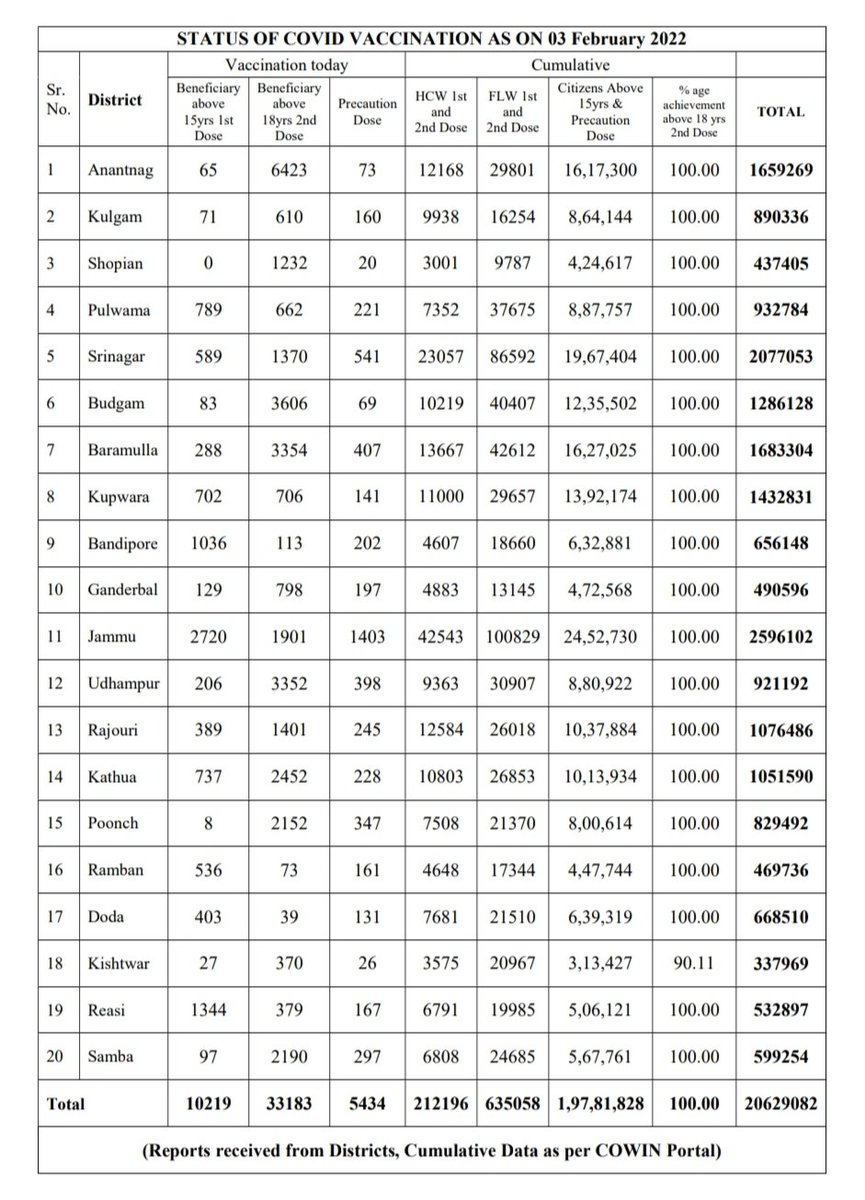 STATUS OF COVID VACCINATION AS ON 03 February 2022
Sr. No. District Vaccination today Cumulative
Beneficiary above 15yrs 1st Dose Beneficiary above 18yrs 2nd Dose Precaution Dose HCW 1st and 2nd Dose FLW 1st and 2nd Dose Citizens Above 15yrs & Precaution Dose % age achievement above 18 yrs 2nd Dose TOTAL
1 Anantnag 65 6423 73 12168 29801 16,17,300 100.00 1659269
2 Kulgam 71 610 160 9938 16254 8,64,144 100.00 890336
3 Shopian 0 1232 20 3001 9787 4,24,617 100.00 437405
4 Pulwama 789 662 221 7352 37675 8,87,757 100.00 932784
5 Srinagar 589 1370 541 23057 86592 19,67,404 100.00 2077053
6 Budgam 83 3606 69 10219 40407 12,35,502 100.00 1286128
7 Baramulla 288 3354 407 13667 42612 16,27,025 100.00 1683304
8 Kupwara 702 706 141 11000 29657 13,92,174 100.00 1432831
9 Bandipore 1036 113 202 4607 18660 6,32,881 100.00 656148
10 Ganderbal 129 798 197 4883 13145 4,72,568 100.00 490596
11 Jammu 2720 1901 1403 42543 100829 24,52,730 100.00 2596102
12 Udhampur 206 3352 398 9363 30907 8,80,922 100.00 921192
13 Rajouri 389 1401 245 12584 26018 10,37,884 100.00 1076486
14 Kathua 737 2452 228 10803 26853 10,13,934 100.00 1051590
15 Poonch 8 2152 347 7508 21370 8,00,614 100.00 829492
16 Ramban 536 73 161 4648 17344 4,47,744 100.00 469736
17 Doda 403 39 131 7681 21510 6,39,319 100.00 668510
18 Kishtwar 27 370 26 3575 20967 3,13,427 90.11 337969
19 Reasi 1344 379 167 6791 19985 5,06,121 100.00 532897
20 Samba 97 2190 297 6808 24685 5,67,761 100.00 599254
Total 10219 33183 5434 212196 635058 1,97,81,828 100.00 20629082
(Reports received from Districts, Cumulative Data as per COWIN Portal)